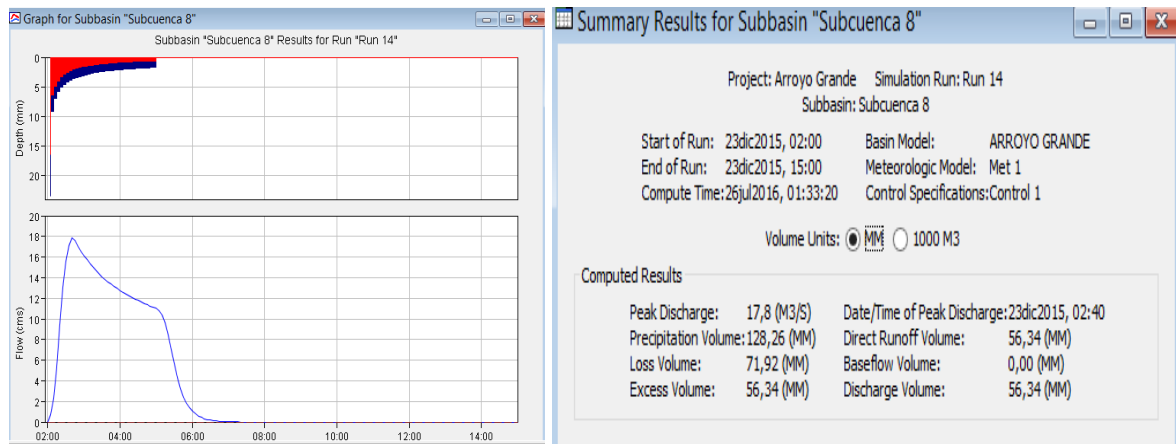 Graph for Subbasin "Subcuenca 8"
Subbasin "Subcuenca 8" Results for Run "Run 14"
Depth (mm)
0
5
10
15
20
Flow (cms)
20
18
16
14
12
10
8
6
4
2
0
02:00 04:00 06:00 08:00 10:00 12:00 14:00
Summary Results for Subbasin "Subcuenca 8"
Project: Arroyo Grande Simulation Run: Run 14
Subbasin: Subcuenca 8
Start of Run: 23dic2015, 02:00 Basin Model: ARROYO GRANDE
End of Run: 23dic2015, 15:00 Meteorologic Model: Met 1
Compute Time:26jul2016, 01:33:20 Control Specifications:Control 1
Volume Units: MM 1000 M3
Computed Results
Peak Discharge: 17,8 (M3/S) Date/Time of Peak Discharge:23dic2015, 02:40
Precipitation Volume:128,26 (MM) Direct Runoff Volume: 56,34 (MM)
Loss Volume: 71,92 (MM) Baseflow Volume: 0,00 (MM)
Excess Volume: 56,34 (MM) Discharge Volume: 56,34 (MM)